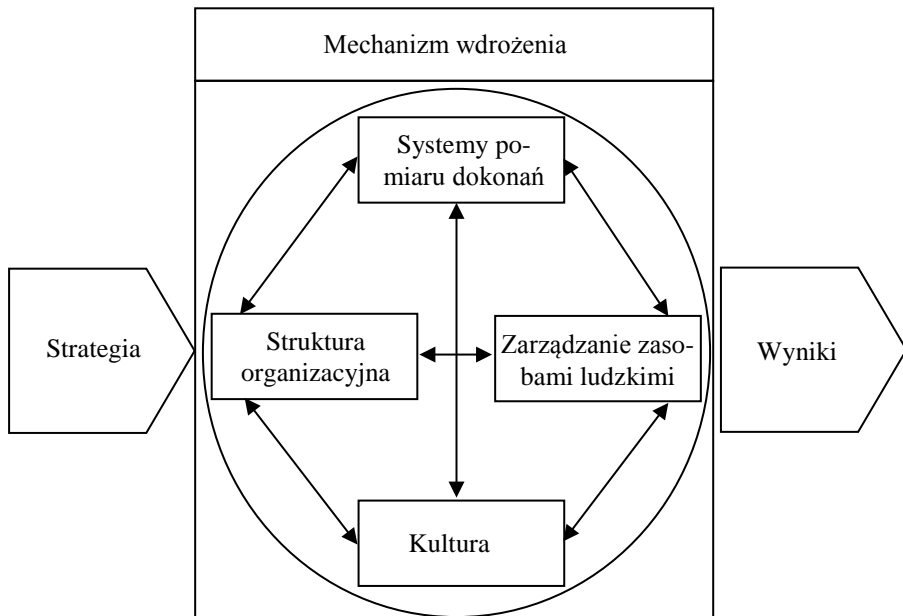 Mechanizm wdrożenia
Systemy po-
miaru dokonań
Strategia
Struktura
organizacyjna
Zarządzanie zaso-
bami ludzkimi
Wyniki
Kultura